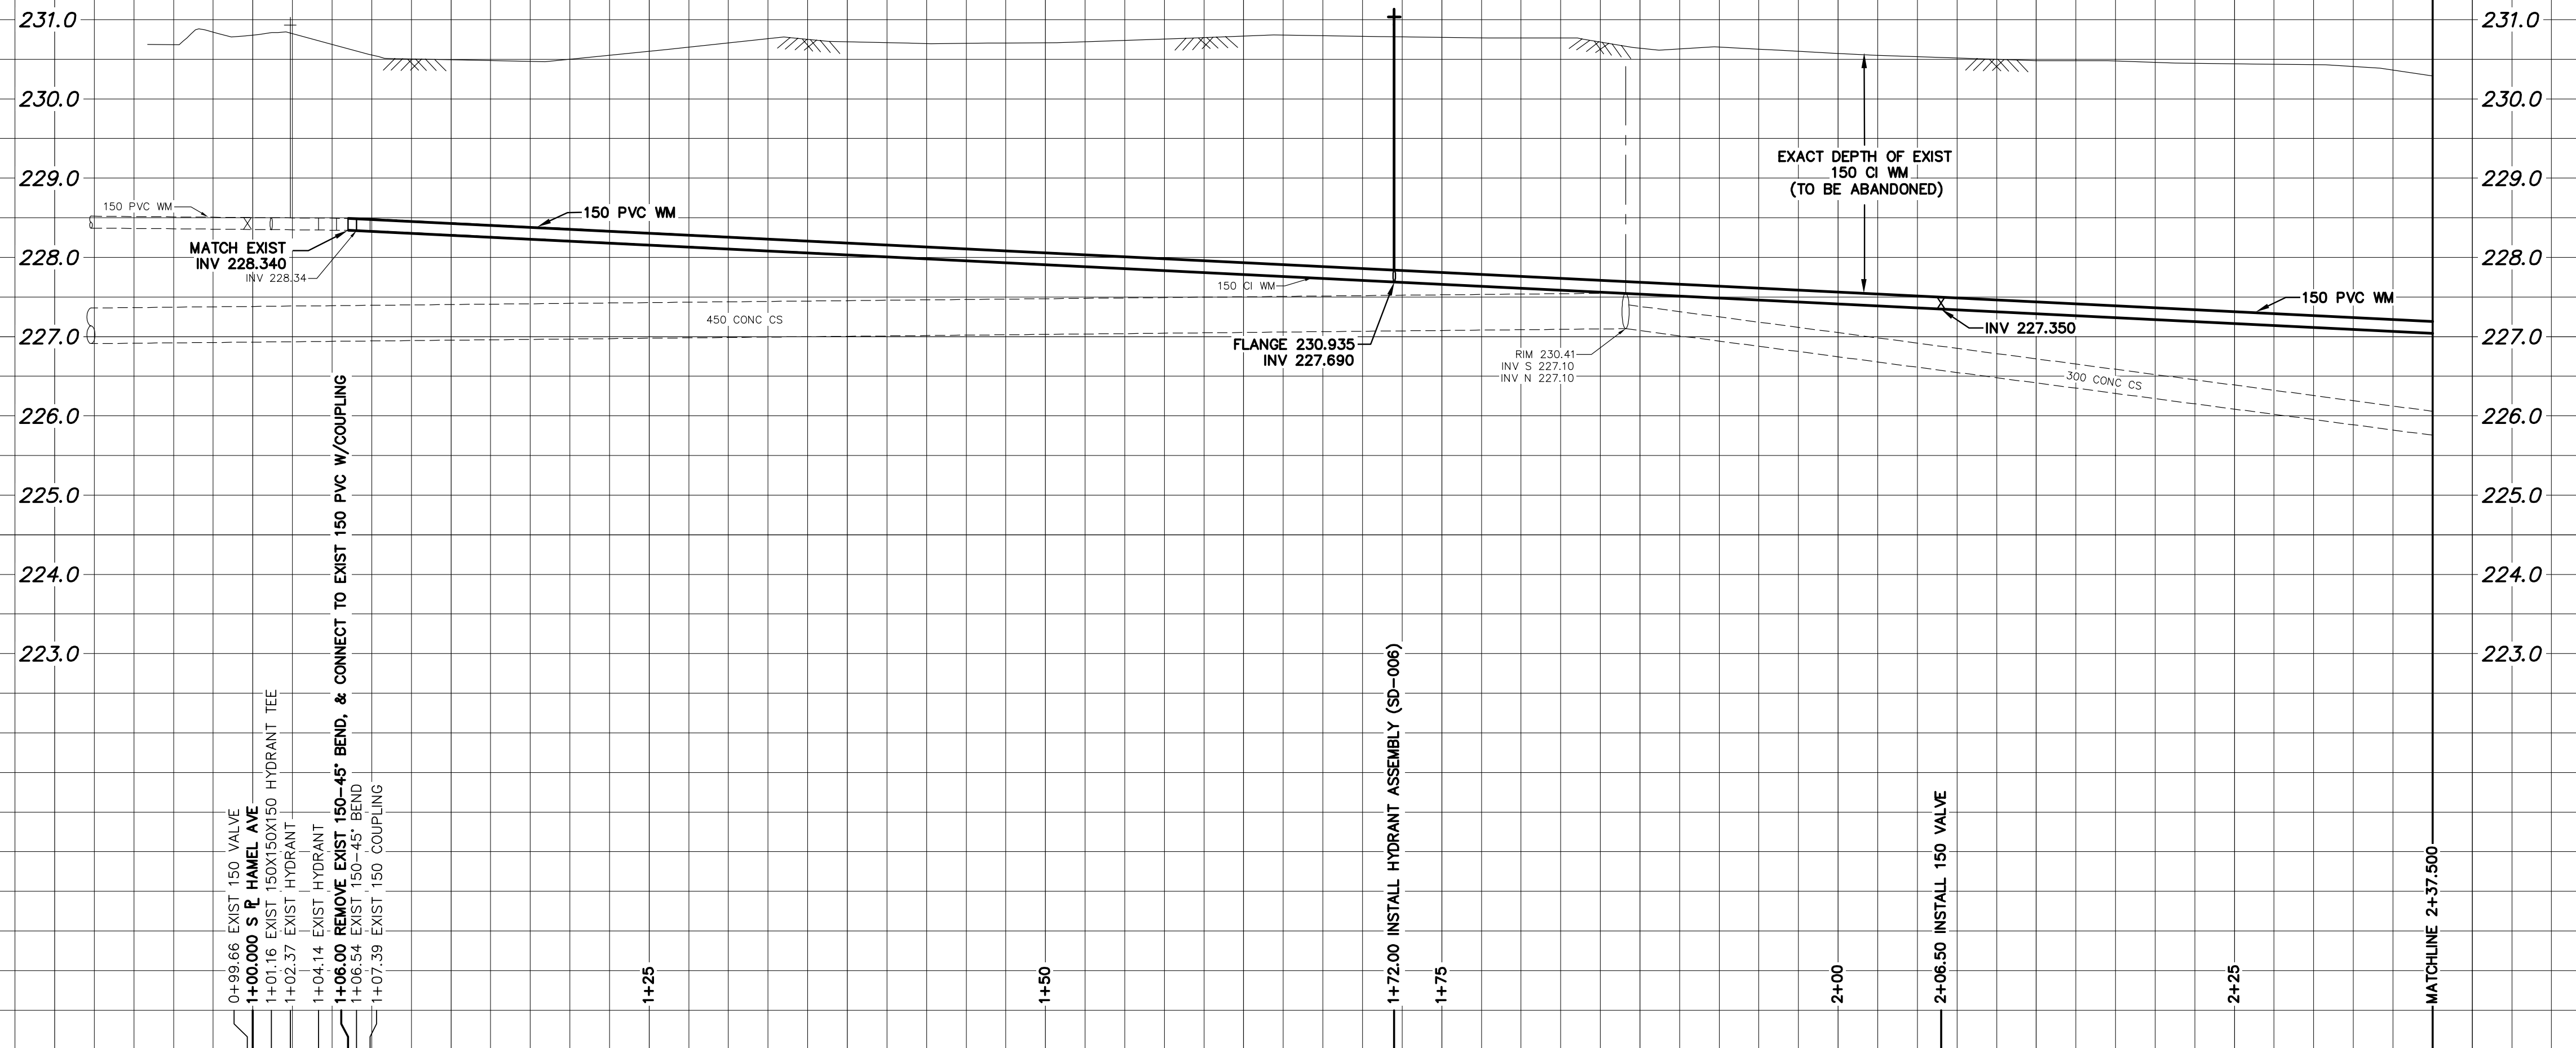 231.0
231.0
230.0
230.0
EXACT DEPTH OF EXIST
150 CI WM
(TO BE ABANDONED)
229.0
229.0
150 PVC WM
150 PVC WM
MATCH EXIST
INV 228.340
INV 228.34
228.0
228.0
150 CI WM
150 PVC WM
450 CONC CS
INV 227.350
227.0
227.0
FLANGE 230.935
INV 227.690
RIM 230.41
INV S 227.10
INV N 227.10
300 CONC CS
226.0
226.0
225.0
225.0
224.0
224.0
223.0
223.0
0+99.66 EXIST 150 VALVE
1+00.000 S PL HAMEL AVE
1+01.16 EXIST 150X150X150 HYDRANT TEE
1+02.37 EXIST HYDRANT
1+04.14 EXIST HYDRANT
1+06.00 REMOVE EXIST 150-45° BEND, & CONNECT TO EXIST 150 PVC W/COUPLING
1+06.54 EXIST 150-45° BEND
1+07.39 EXIST 150 COUPLING
1+25
1+50
1+72.00 INSTALL HYDRANT ASSEMBLY (SD-006)
1+75
2+00
2+06.50 INSTALL 150 VALVE
2+25
MATCHLINE 2+37.500